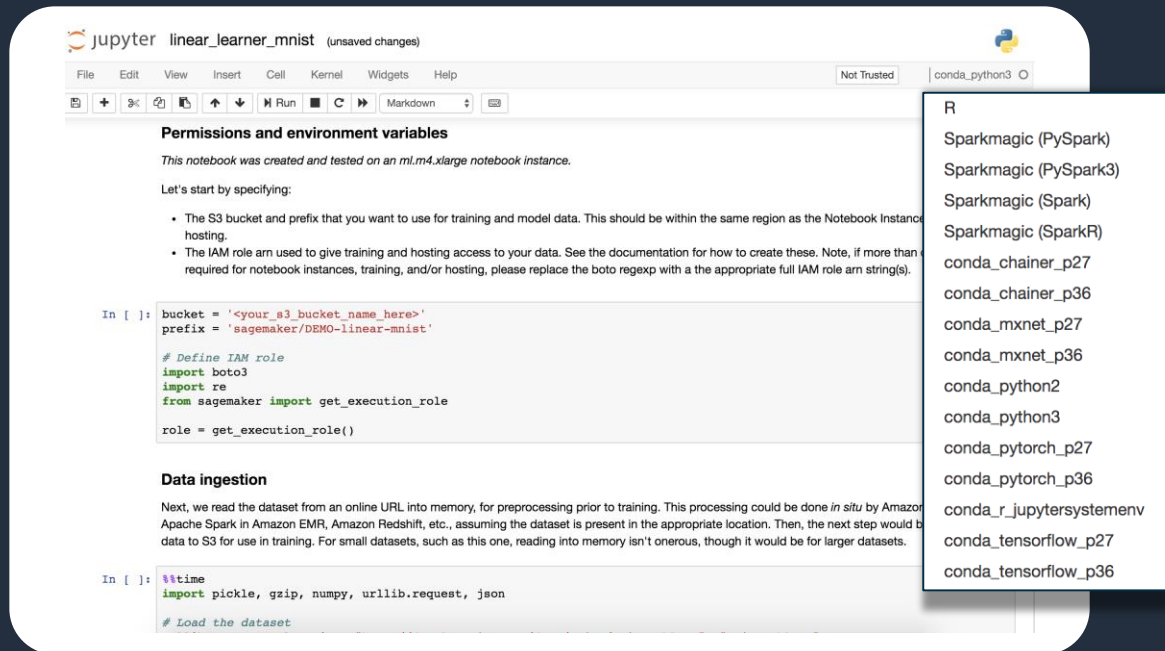 jupyter linear_learner_mnist (unsaved changes)
File Edit View Insert Cell Kernel Widgets Help Not Trusted conda_python3
Run Markdown
Permissions and environment variables
This notebook was created and tested on an ml.m4.xlarge notebook instance.
Let's start by specifying:
• The S3 bucket and prefix that you want to use for training and model data. This should be within the same region as the Notebook Instance
hosting.
• The IAM role arn used to give training and hosting access to your data. See the documentation for how to create these. Note, if more than
required for notebook instances, training, and/or hosting, please replace the boto regexp with a the appropriate full IAM role arn string(s).
In [ ]: bucket = '<your_s3_bucket_name_here>'
prefix = 'sagemaker/DEMO-linear-mnist'
# Define IAM role
import boto3
import re
from sagemaker import get_execution_role
role = get_execution_role()
Data ingestion
Next, we read the dataset from an online URL into memory, for preprocessing prior to training. This processing could be done in situ by Amazon
Apache Spark in Amazon EMR, Amazon Redshift, etc., assuming the dataset is present in the appropriate location. Then, the next step would
data to S3 for use in training. For small datasets, such as this one, reading into memory isn't onerous, though it would be for larger datasets.
In [ ]: %%time
import pickle, gzip, numpy, urllib.request, json
# Load the dataset
R
Sparkmagic (PySpark)
Sparkmagic (PySpark3)
Sparkmagic (Spark)
Sparkmagic (SparkR)
conda_chainer_p27
conda_chainer_p36
conda_mxnet_p27
conda_mxnet_p36
conda_python2
conda_python3
conda_pytorch_p27
conda_pytorch_p36
conda_r_jupytersystemenv
conda_tensorflow_p27
conda_tensorflow_p36